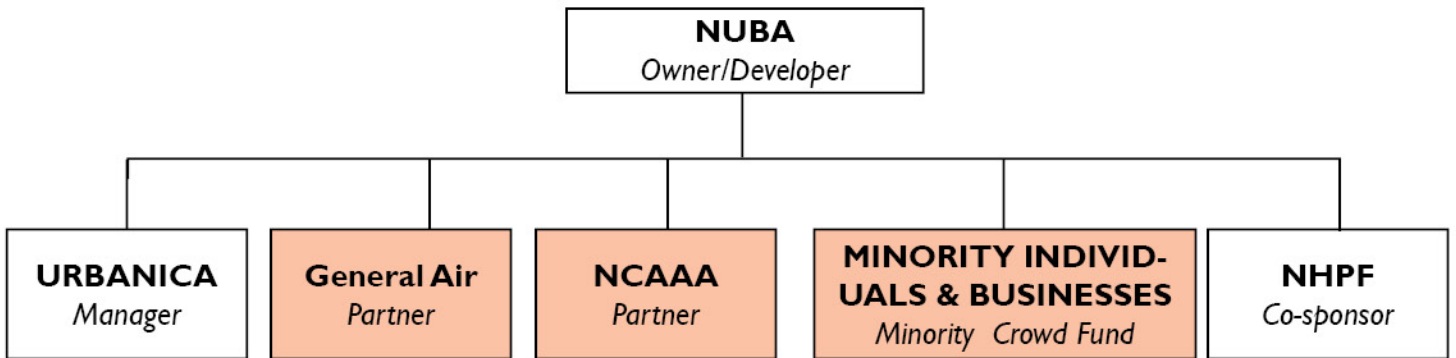 NUBA
Owner/Developer
URBANICA
Manager
General Air
Partner
NCAAA
Partner
MINORITY INDIVID-
UALS & BUSINESSES
Minority Crowd Fund
NHPF
Co-sponsor